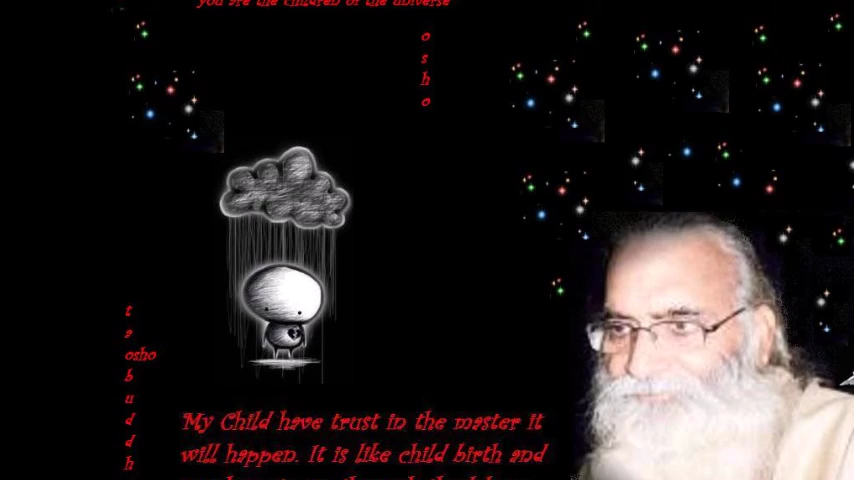 you are the children of the universe
o
s
h
o
t
a
osho
b
u
d
d
h
My Child have trust in the master it
will happen. It is like child birth and